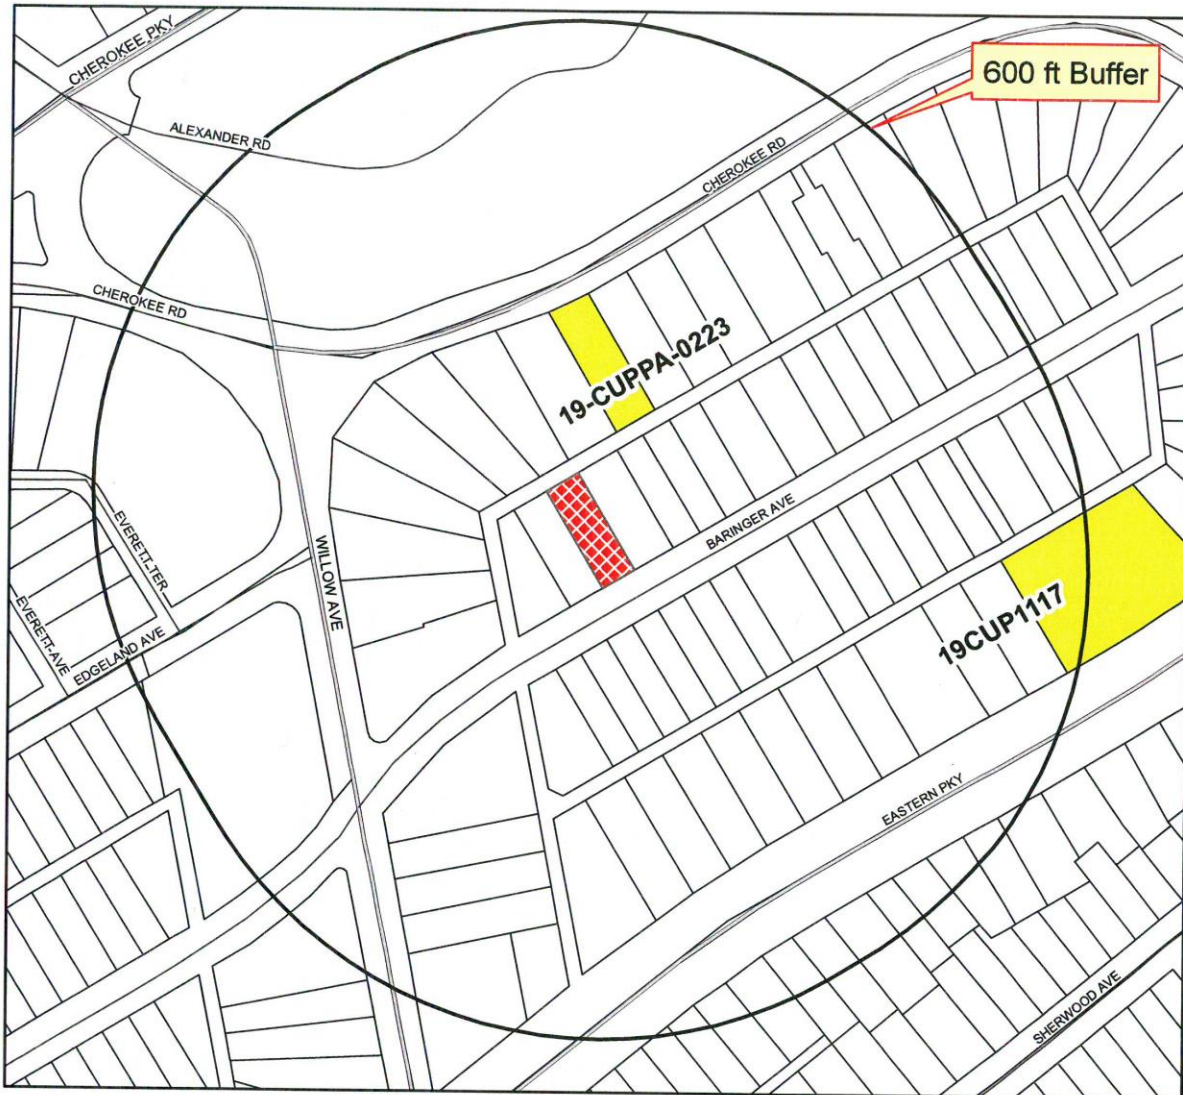 CHEROKEE PKY
600 ft Buffer
ALEXANDER RD
CHEROKEE RD
CHEROKEE RD
19-CUPPA-0223
EVERETT TER
WILLOW AVE
BARINGER AVE
EVERETT AVE
EDGELAND AVE
19CUP1117
EASTERN PKY
SHERWOOD AVE